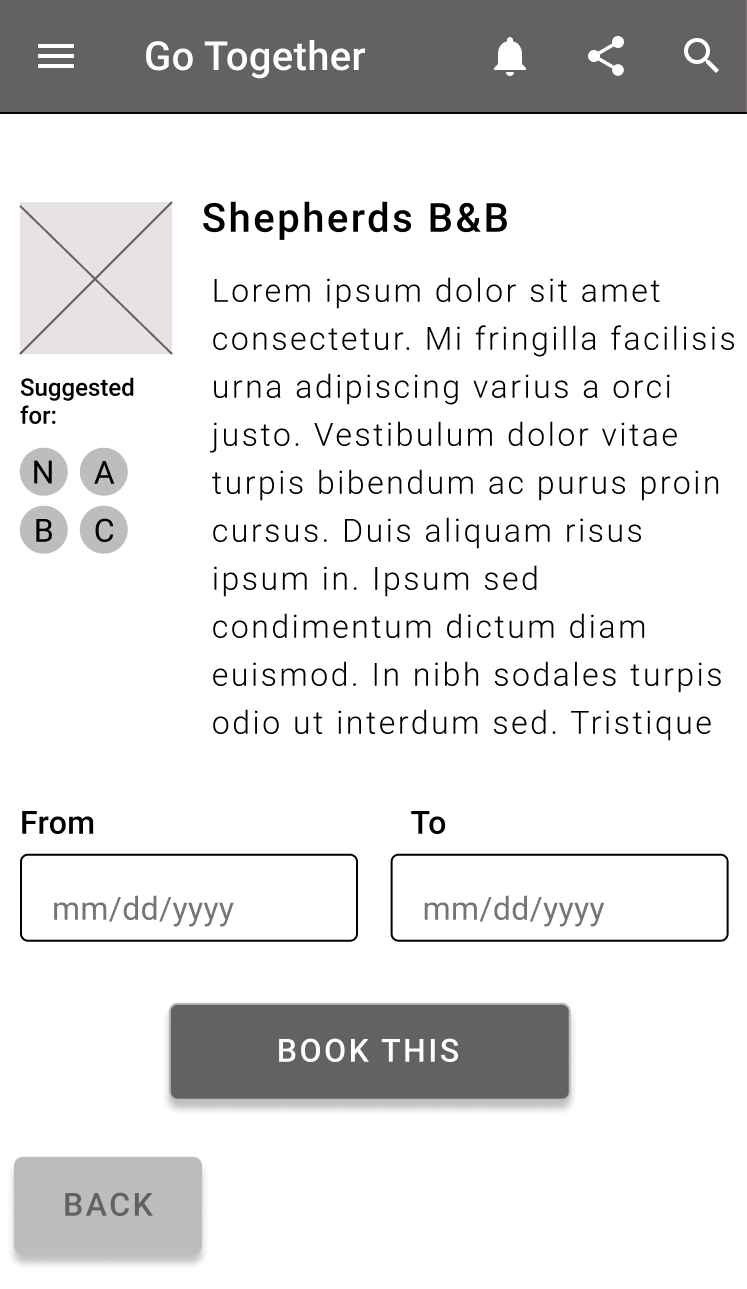 Go Together
Shepherds B&B
Lorem ipsum dolor sit amet
consectetur. Mi fringilla facilisis
urna adipiscing varius a orci
justo. Vestibulum dolor vitae
turpis bibendum ac purus proin
cursus. Duis aliquam risus
ipsum in. Ipsum sed
condimentum dictum diam
euismod. In nibh sodales turpis
odio ut interdum sed. Tristique
Suggested
for:
N A
B C
From To
mm/dd/yyyy mm/dd/yyyy
BOOK THIS
BACK